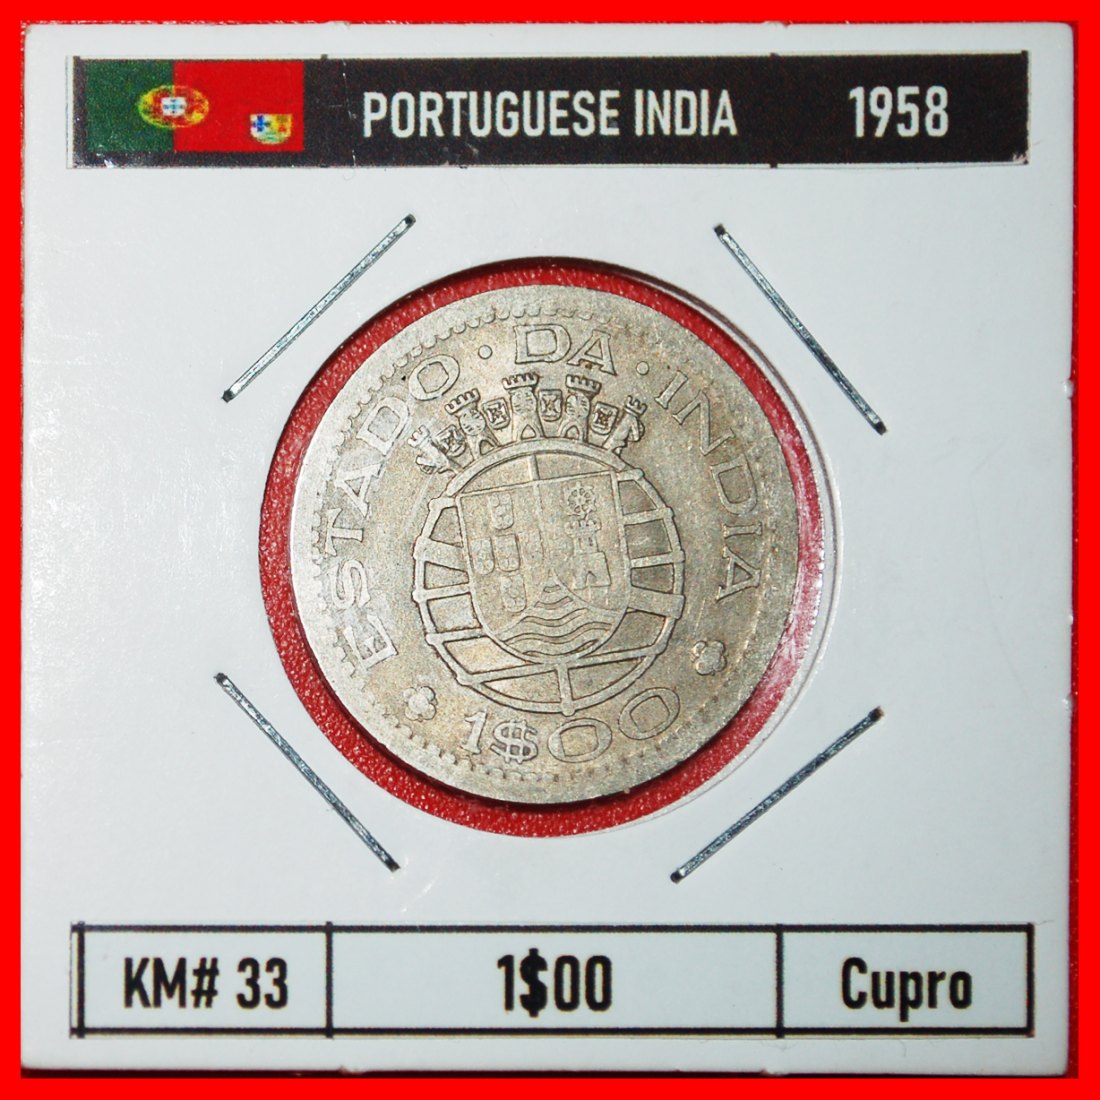 PORTUGUESE INDIA 1958
ESTADO · DA · INDIA
1$00
KM# 33 1$00 Cupro